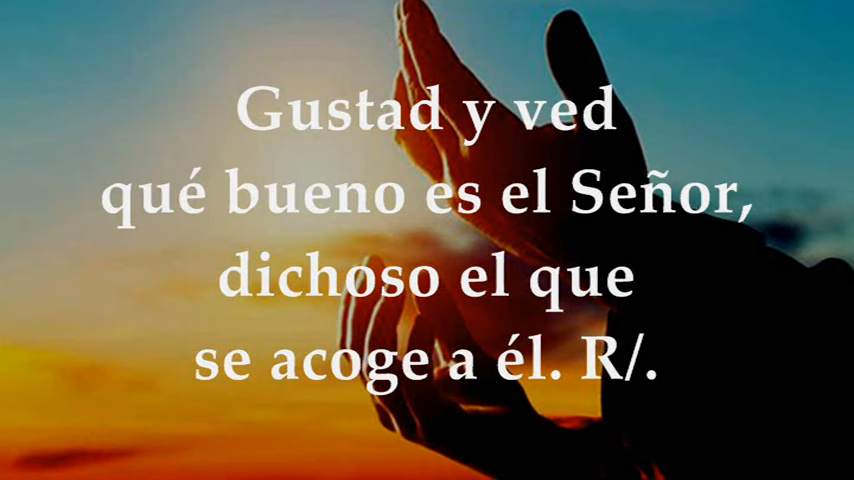 Gustad y ved
qué bueno es el Señor,
dichoso el que
se acoge a él. R/.